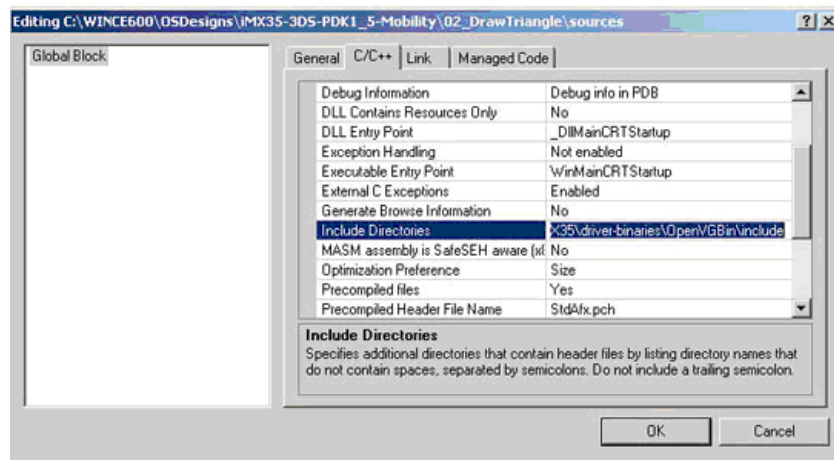 Editing C:\WINCE600\OSDesigns\iMX35-3DS-PDK1_5-Mobility\02_DrawTriangle\sources
Global Block
General C/C++ Link Managed Code
Debug Information Debug info in PDB
DLL Contains Resources Only No
DLL Entry Point _DllMainCRTStartup
Exception Handling Not enabled
Executable Entry Point WinMainCRTStartup
External C Exceptions Enabled
Generate Browse Information No
Include Directories X35\driver-binaries\OpenVGBin\include
MASM assembly is SafeSEH aware (x No
Optimization Preference Size
Precompiled files Yes
Precompiled Header File Name StdAfx.pch
Include Directories
Specifies additional directories that contain header files by listing directory names that
do not contain spaces, separated by semicolons. Do not include a trailing semicolon.
OK Cancel